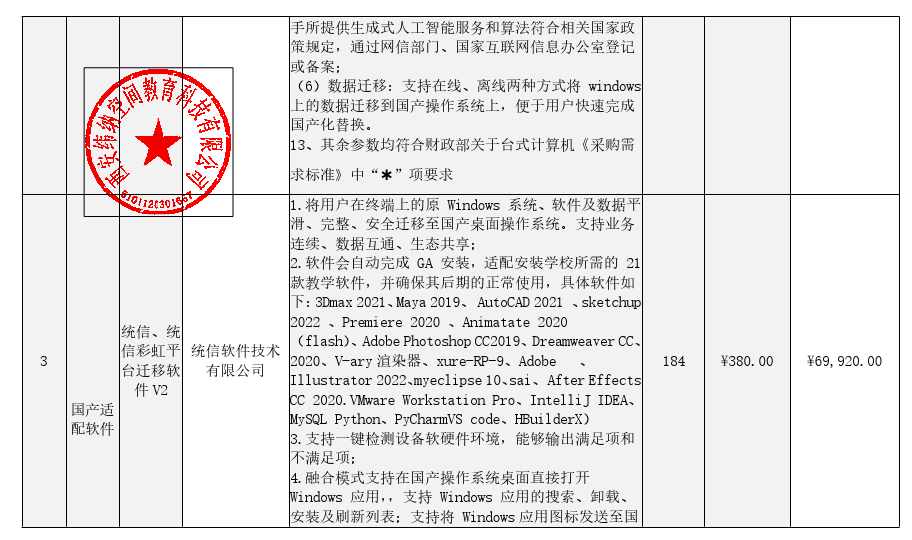 手所提供生成式人工智能服务和算法符合相关国家政
策规定，通过网信部门、国家互联网信息办公室登记
或备案；
（6）数据迁移：支持在线、离线两种方式将 windows
上的数据迁移到国产操作系统上，便于用户快速完成
国产化替换。
13、其余参数均符合财政部关于台式计算机《采购需
求标准》中“✱”项要求
西安纬纳空间教育科技有限公司
3
国产适
配软件
统信、统
信彩虹平
台迁移软
件 V2
统信软件技术
有限公司
1.将用户在终端上的原 Windows 系统、软件及数据平
滑、完整、安全迁移至国产桌面操作系统。支持业务
连续、数据互通、生态共享；
2.软件会自动完成 GA 安装，适配安装学校所需的 21
款教学软件，并确保其后期的正常使用，具体软件如
下：3Dmax 2021、Maya 2019、 AutoCAD 2021 、sketchup
2022 、Premiere 2020 、Animatate 2020
（flash）、Adobe Photoshop CC2019、Dreamweaver CC、
2020、V-ary 渲染器、xure-RP-9、Adobe 、
Illustrator 2022、myeclipse 10、sai、After Effects
CC 2020.VMware Workstation Pro、IntelliJ IDEA、
MySQL Python、PyCharmVS code、HBuilderX）
3.支持一键检测设备软硬件环境，能够输出满足项和
不满足项；
4.融合模式支持在国产操作系统桌面直接打开
Windows 应用，，支持 Windows 应用的搜索、卸载、
安装及刷新列表；支持将 Windows 应用图标发送至国
184
¥380.00
¥69,920.00